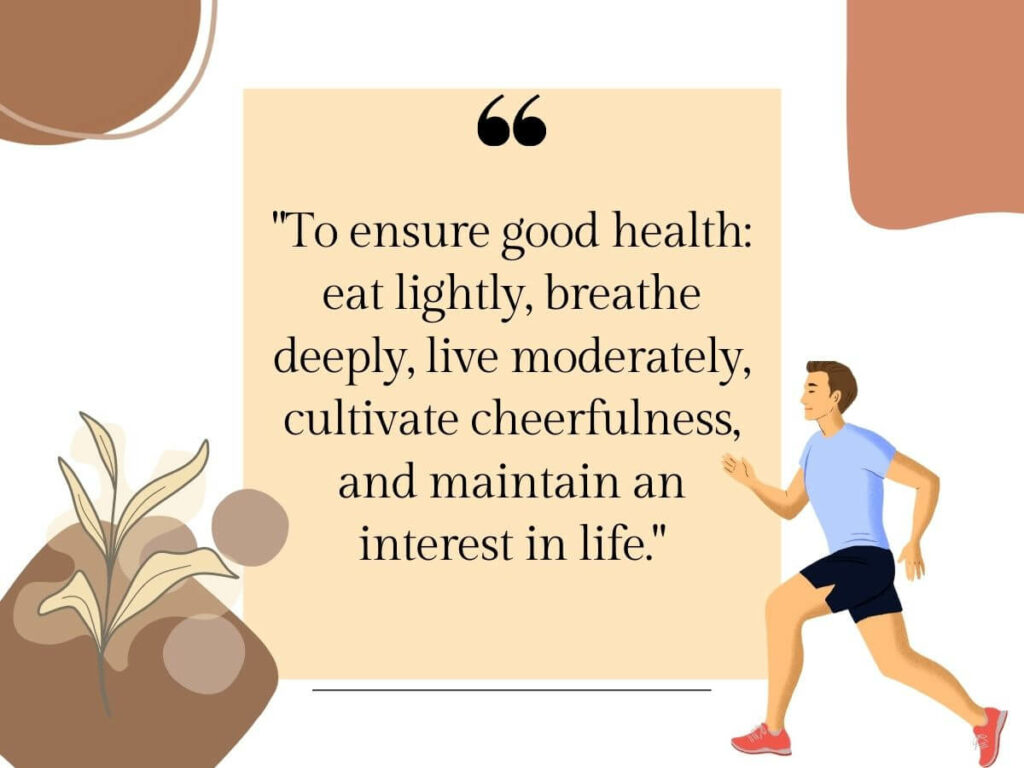 ❝
"To ensure good health:
eat lightly, breathe
deeply, live moderately,
cultivate cheerfulness,
and maintain an
interest in life."